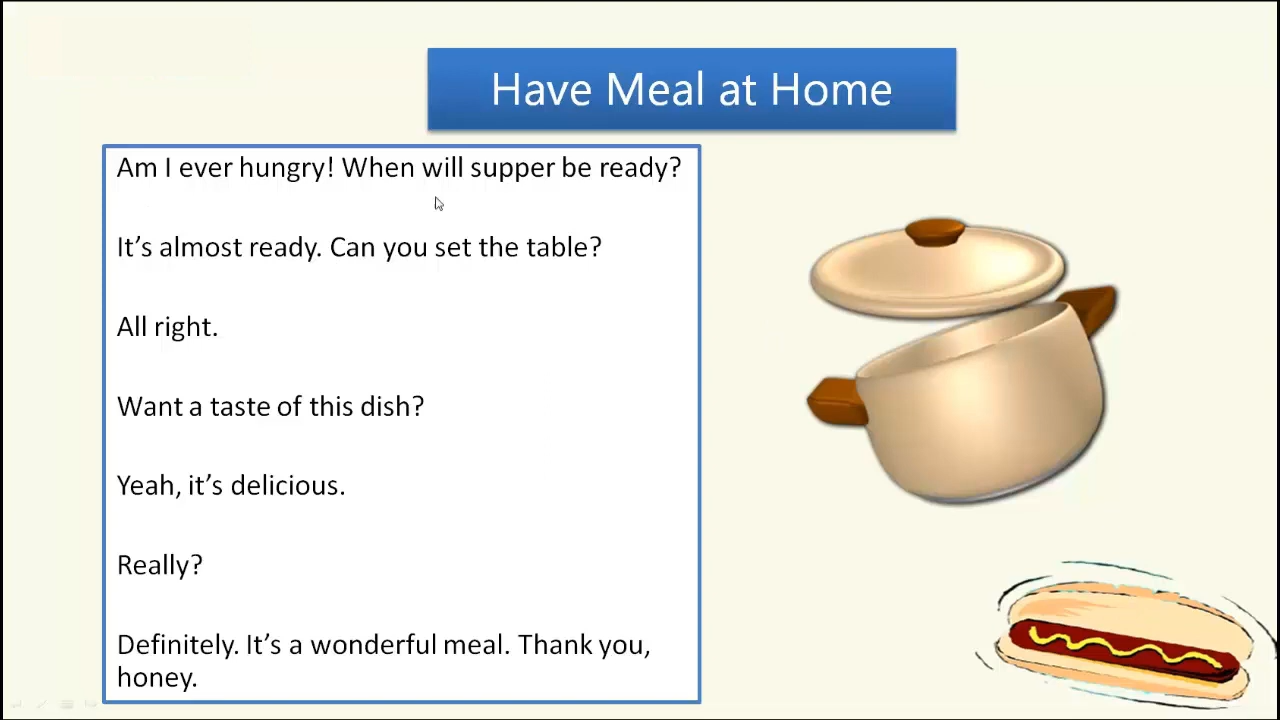 Have Meal at Home
Am I ever hungry! When will supper be ready?
It's almost ready. Can you set the table?
All right.
Want a taste of this dish?
Yeah, it's delicious.
Really?
Definitely. It's a wonderful meal. Thank you,
honey.